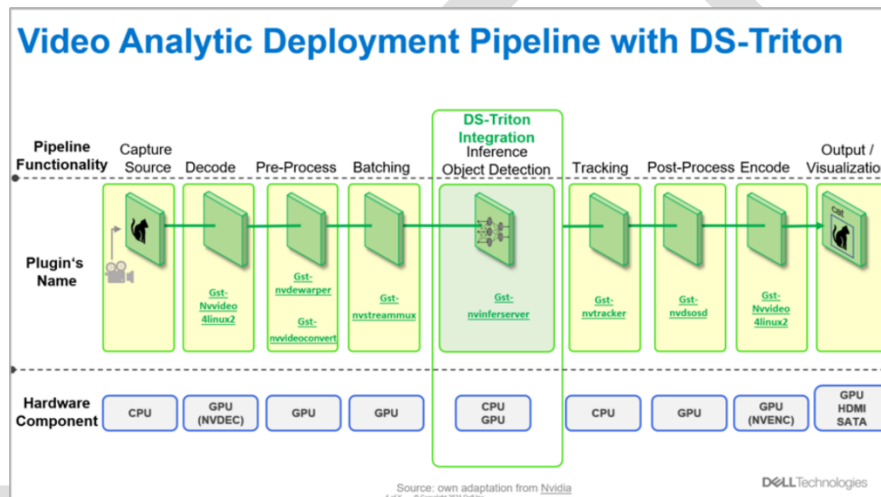 Video Analytic Deployment Pipeline with DS-Triton
DS-Triton
Integration
Pipeline
Functionality
Capture
Source
Decode
Pre-Process
Batching
Inference
Object Detection
Tracking
Post-Process
Encode
Output /
Visualization
Plugin's
Name
Gst-
Nvvideo
4linux2
Gst-
nvdewarper
Gst-
nvvideoconvert
Gst-
nvstreammux
Gst-
nvinferserver
Gst-
nvtracker
Gst-
nvdsosd
Gst-
Nvvideo
4linux2
cat
Hardware
Component
CPU
GPU
(NVDEC)
GPU
GPU
CPU
GPU
CPU
GPU
GPU
(NVENC)
GPU
HDMI
SATA
Source: own adaptation from Nvidia
DELLTechnologies